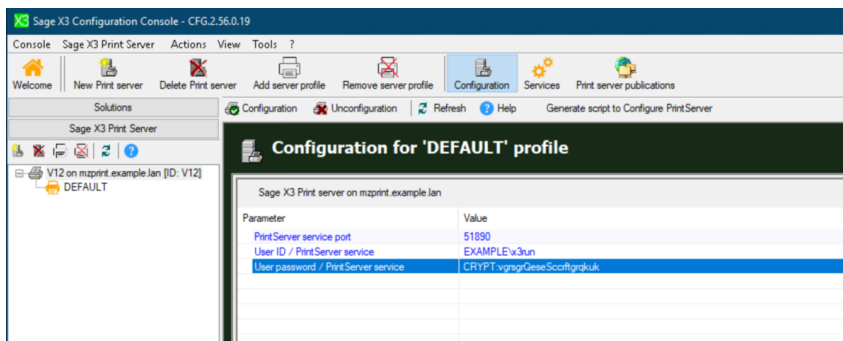 X3 Sage X3 Configuration Console - CFG.2.56.0.19
Console Sage X3 Print Server Actions View Tools ?
Welcome New Print server Delete Print server Add server profile Remove server profile Configuration Services Print server publications
Solutions
Configuration Unconfiguration Refresh ? Help Generate script to Configure PrintServer
Sage X3 Print Server
?
Configuration for 'DEFAULT' profile
V12 on mzprint.example.lan [ID: V12]
DEFAULT
Sage X3 Print server on mzprint.example.lan
Parameter Value
PrintServer service port 51890
User ID / PrintServer service EXAMPLE\x3run
User password / PrintServer service CRYPT:vgrsgrQeseSccrftgrqkuk